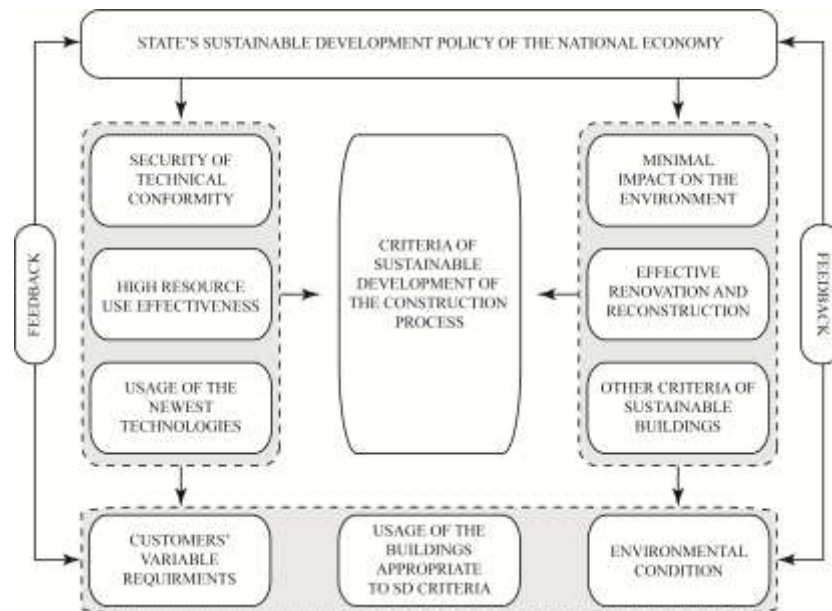 STATE'S SUSTAINABLE DEVELOPMENT POLICY OF THE NATIONAL ECONOMY
SECURITY OF
TECHNICAL
CONFORMITY
HIGH RESOURCE
USE EFFECTIVENESS
USAGE OF THE
NEWEST
TECHNOLOGIES
CRITERIA OF
SUSTAINABLE
DEVELOPMENT OF
THE CONSTRUCTION
PROCESS
MINIMAL
IMPACT ON THE
ENVIRONMENT
EFFECTIVE
RENOVATION AND
RECONSTRUCTION
OTHER CRITERIA OF
SUSTAINABLE
BUILDINGS
FEEDBACK
FEEDBACK
CUSTOMERS'
VARIABLE
REQUIRMENTS
USAGE OF THE
BUILDINGS
APPROPRIATE
TO SD CRITERIA
ENVIRONMENTAL
CONDITION